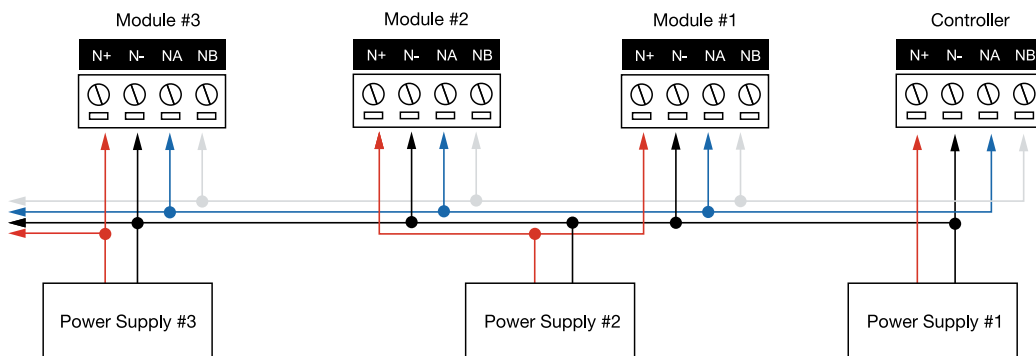 Module #3 Module #2 Module #1 Controller
N+ N- NA NB N+ N- NA NB N+ N- NA NB N+ N- NA NB
Power Supply #3 Power Supply #2 Power Supply #1